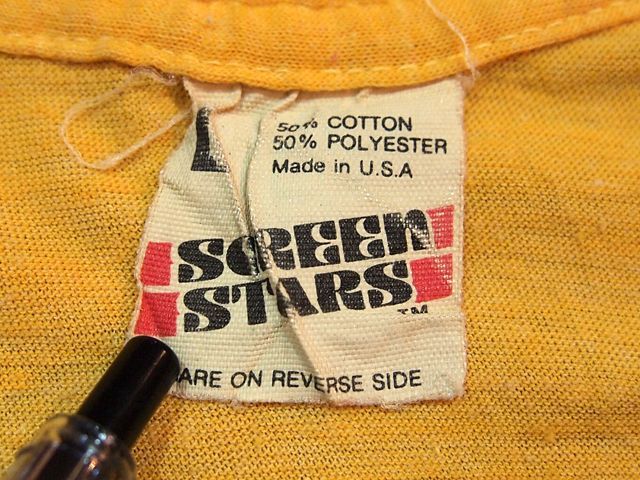 L
50% COTTON
50% POLYESTER
Made in U.S.A
SCREEN
STARS
TM
ARE ON REVERSE SIDE